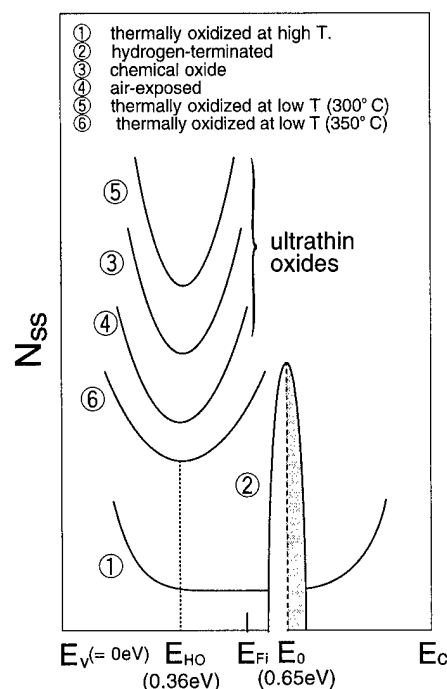 ① thermally oxidized at high T.
② hydrogen-terminated
③ chemical oxide
④ air-exposed
⑤ thermally oxidized at low T (300° C)
⑥ thermally oxidized at low T (350° C)
⑤
③
④
⑥
②
①
ultrathin
oxides
Nss
Ev (= 0eV) EHO EFi E0 Ec
(0.36eV) (0.65eV)